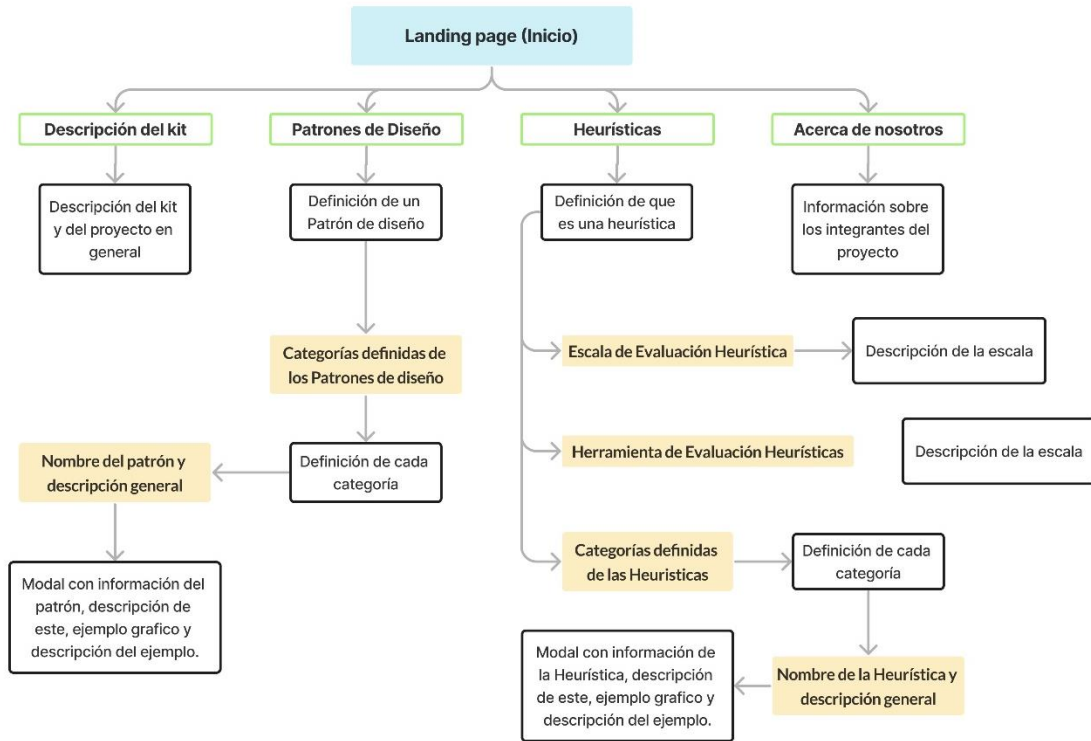 Landing page (Inicio)
Descripción del kit
Patrones de Diseño
Heurísticas
Acerca de nosotros
Descripción del kit
y del proyecto en
general
Definición de un
Patrón de diseño
Definición de que
es una heurística
Información sobre
los integrantes del
proyecto
Categorías definidas de
los Patrones de diseño
Escala de Evaluación Heurística
Descripción de la escala
Nombre del patrón y
descripción general
Definición de cada
categoría
Herramienta de Evaluación Heurísticas
Descripción de la escala
Modal con información del
patrón, descripción de
este, ejemplo grafico y
descripción del ejemplo.
Categorías definidas
de las Heuristicas
Definición de cada
categoría
Modal con información de
la Heurística, descripción
de este, ejemplo grafico y
descripción del ejemplo.
Nombre de la Heurística y
descripción general